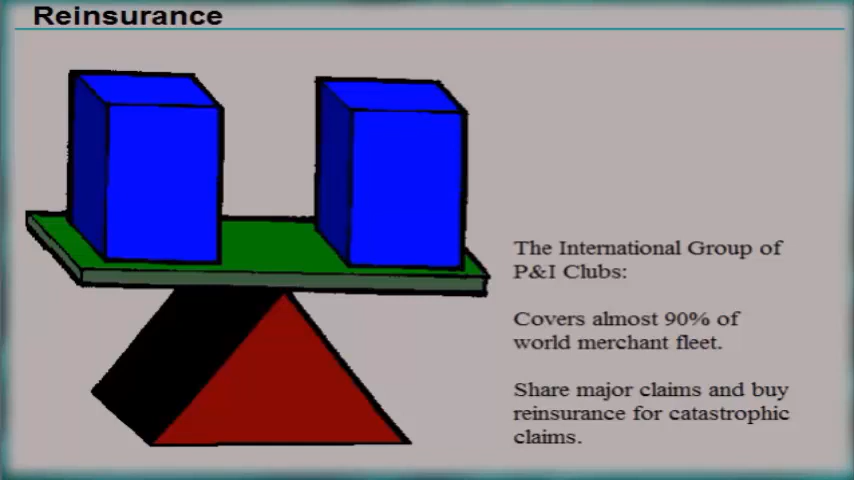 Reinsurance
The International Group of
P&I Clubs:
Covers almost 90% of
world merchant fleet.
Share major claims and buy
reinsurance for catastrophic
claims.